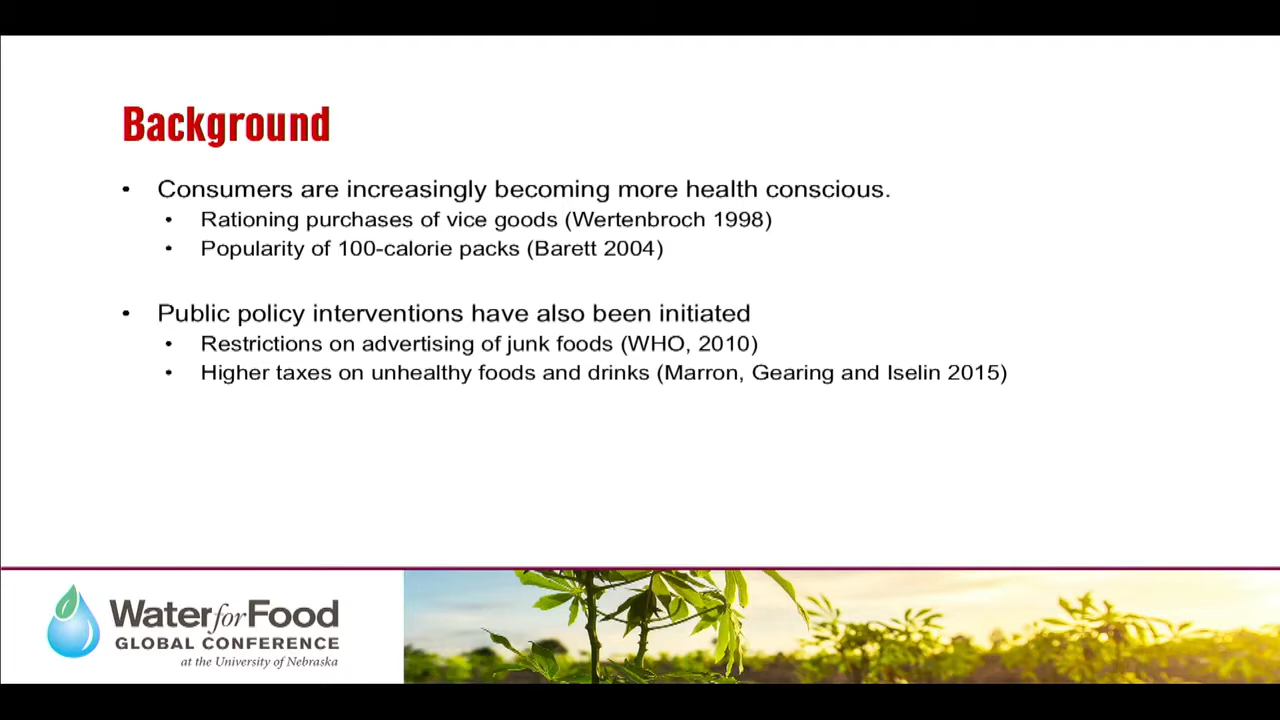 Background
• Consumers are increasingly becoming more health conscious.
• Rationing purchases of vice goods (Wertenbroch 1998)
• Popularity of 100-calorie packs (Barett 2004)
• Public policy interventions have also been initiated
• Restrictions on advertising of junk foods (WHO, 2010)
• Higher taxes on unhealthy foods and drinks (Marron, Gearing and Iselin 2015)
Water for Food
GLOBAL CONFERENCE
at the University of Nebraska